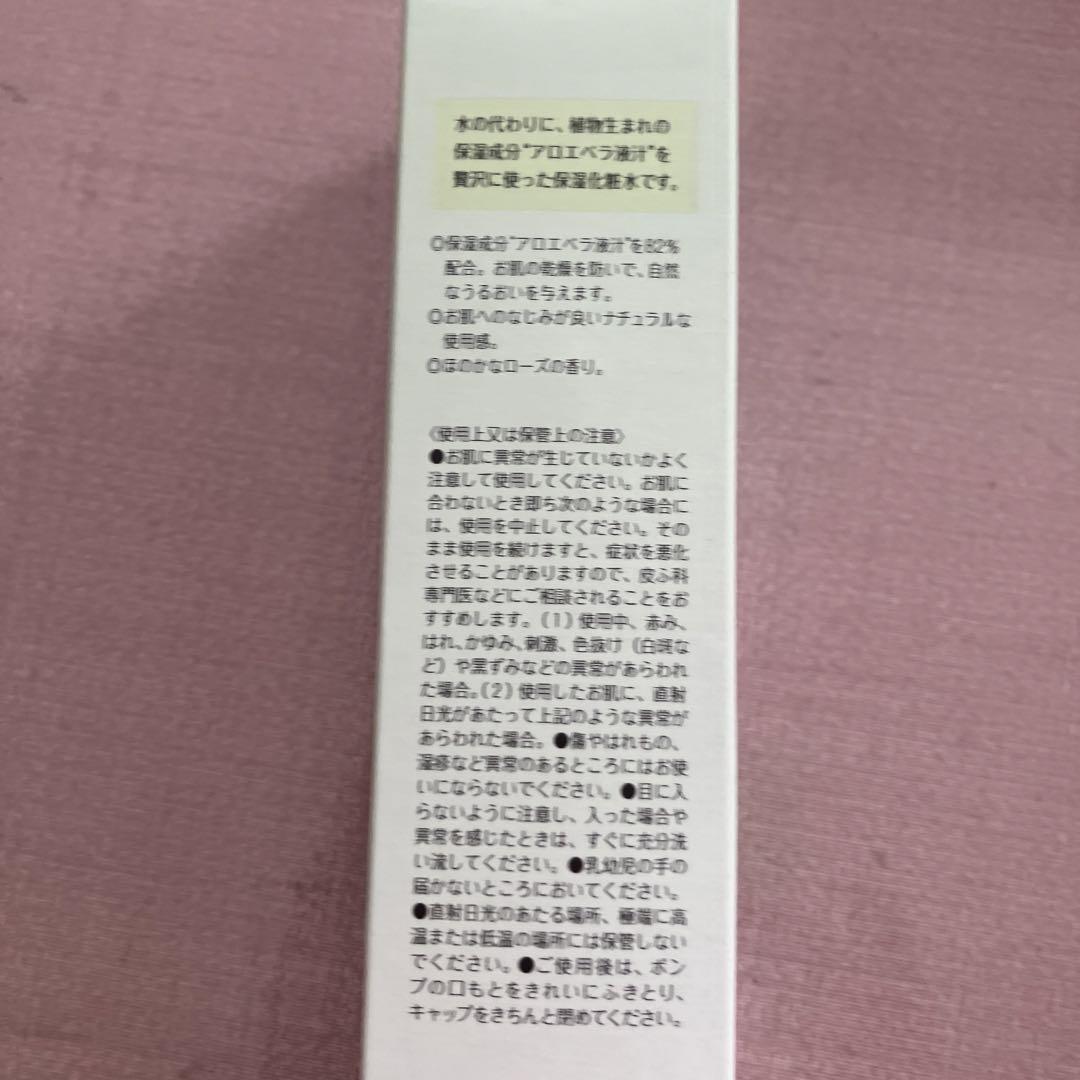 水の代わりに、植物生まれの
保湿成分"アロエベラ液汁"を
贅沢に使った保湿化粧水です。
◎保湿成分"アロエベラ液汁"を82%
配合。お肌の乾燥を防いで、自然
なうるおいを与えます。
◎お肌へのなじみが良いナチュラルな
使用感。
◎ほのかなローズの香り。
〈使用上又は保管上の注意〉
●お肌に異常が生じていないかよく
注意して使用してください。お肌に
合わないとき即ち次のような場合に
は、使用を中止してください。その
まま使用を続けますと、症状を悪化
させることがありますので、皮ふ科
専門医などにご相談されることをお
すすめします。(1)使用中、赤み、
はれ、かゆみ、刺激、色抜け(白斑な
ど)や黒ずみなどの異常があらわれ
た場合。(2)使用したお肌に、直射
日光があたって上記のような異常が
あらわれた場合。●傷やはれもの、
湿疹など異常のあるところにはお使
いにならないでください。●目に入
らないように注意し、入った場合や
異常を感じたときは、すぐに充分洗
い流してください。●乳幼児の手の
届かないところにおいてください。
●直射日光のあたる場所、極端に高
温または低温の場所には保管しない
でください。●ご使用後は、ポン
プの口もとをきれいにふきとり、
キャップをきちんと閉めてください。